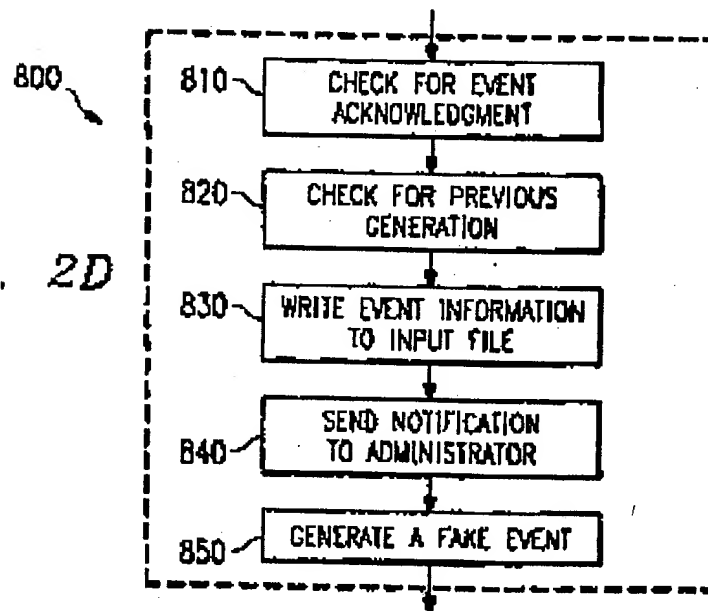 800
810
CHECK FOR EVENT
ACKNOWLEDGMENT
820
CHECK FOR PREVIOUS
GENERATION
. 2D
830
WRITE EVENT INFORMATION
TO INPUT FILE
840
SEND NOTIFICATION
TO ADMINISTRATOR
850
GENERATE A FAKE EVENT